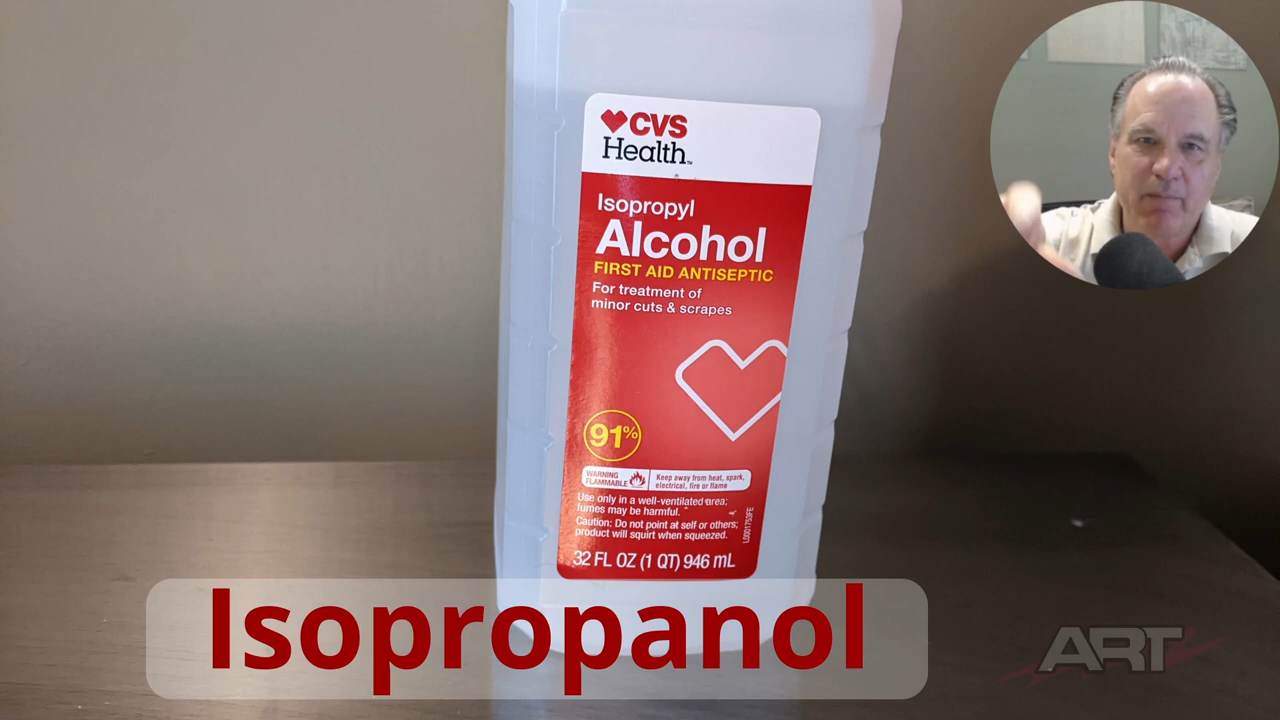 CVS
Health™
Isopropyl
Alcohol
FIRST AID ANTISEPTIC
For treatment of
minor cuts & scrapes
91%
WARNING
FLAMMABLE
Keep away from heat, spark,
electrical, fire or flame
Use only in a well-ventilated area;
fumes may be harmful.
Caution: Do not point at self or others;
product will squirt when squeezed.
32 FL OZ (1 QT) 946 mL
Isopropanol
ART